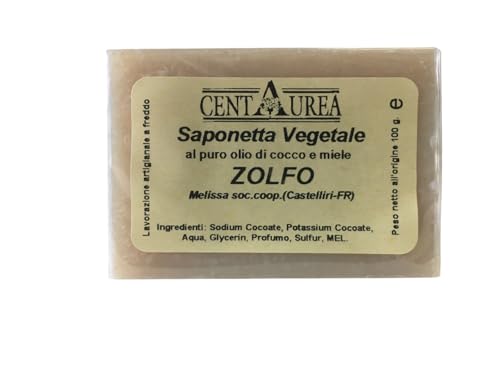 CENTAUREA
Saponetta Vegetale
al puro olio di cocco e miele
ZOLFO
Melissa soc.coop.(Castelliri-FR)
Ingredienti: Sodium Cocoate, Potassium Cocoate,
Aqua, Glycerin, Profumo, Sulfur, MEL.
Lavorazione artigianale a freddo
Peso netto all'origine 100 g. e